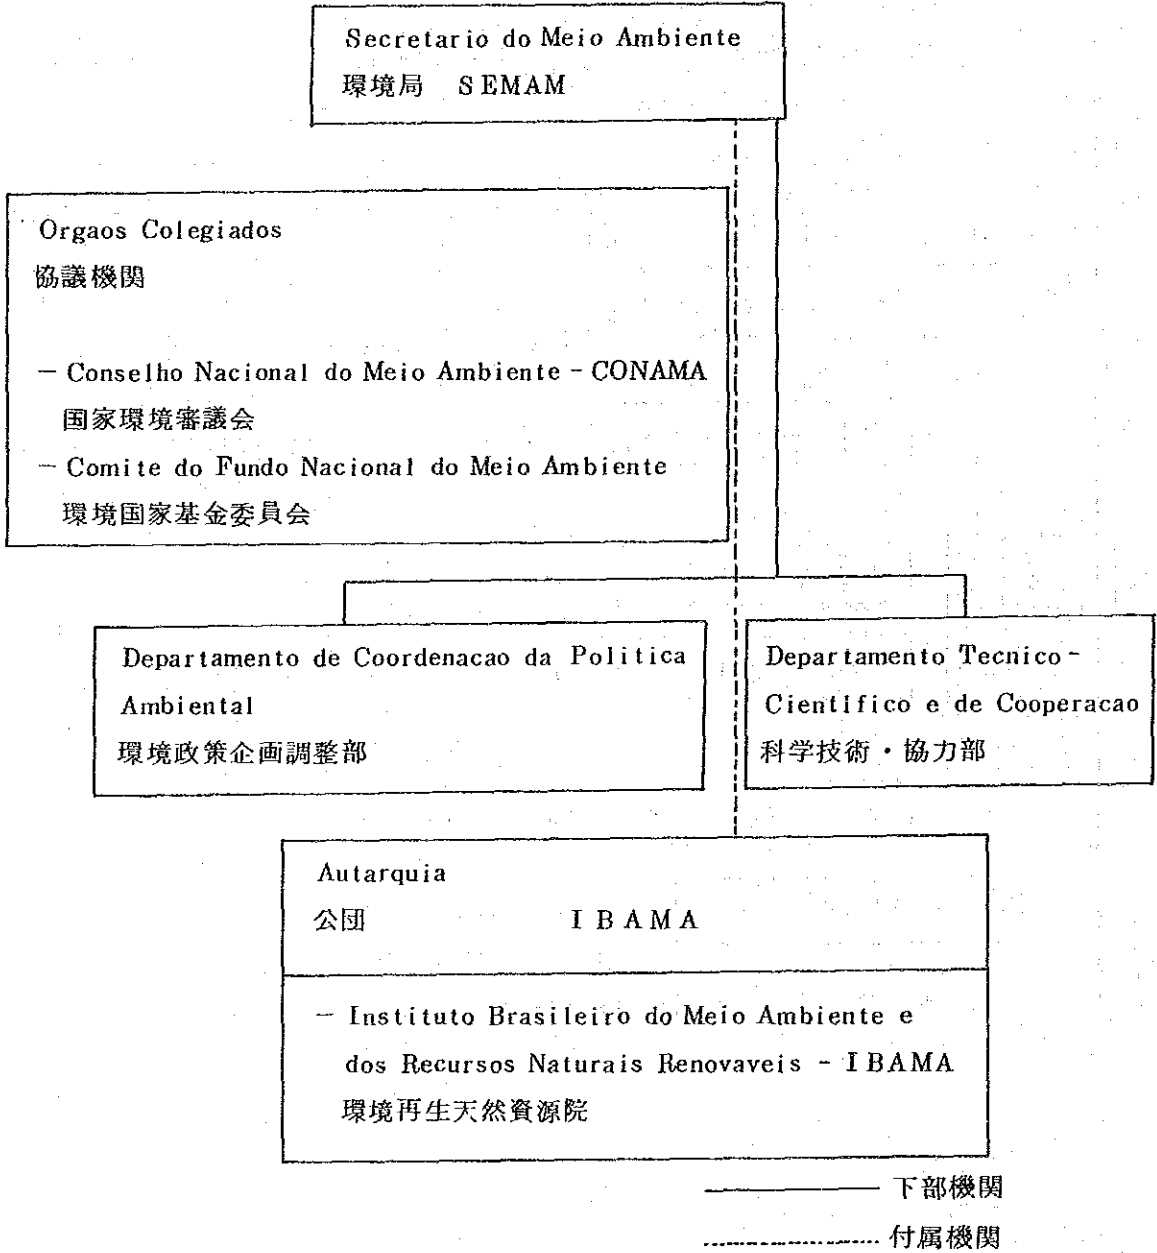 Secretario do Meio Ambiente
環境局 SEMAM
Orgaos Colegiados
協議機関
— Conselho Nacional do Meio Ambiente - CONAMA
国家環境審議会
— Comite do Fundo Nacional do Meio Ambiente
環境国家基金委員会
Departamento de Coordenacao da Politica
Ambiental
環境政策企画調整部
Departamento Tecnico-
Cientifico e de Cooperacao
科学技術・協力部
Autarquia
公団 IBAMA
— Instituto Brasileiro do Meio Ambiente e
dos Recursos Naturais Renovaveis - IBAMA
環境再生天然資源院
下部機関
付属機関